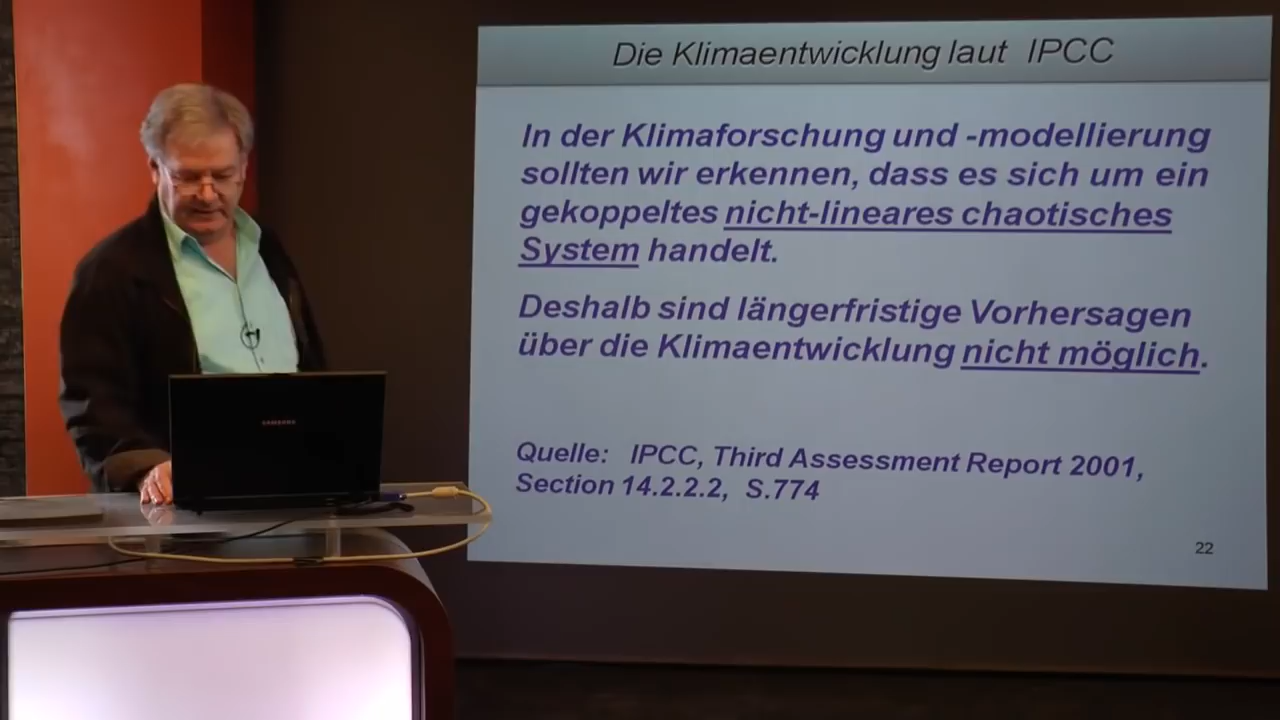 Die Klimaentwicklung laut IPCC
In der Klimaforschung und -modellierung
sollten wir erkennen, dass es sich um ein
gekoppeltes nicht-lineares chaotisches
System handelt.
Deshalb sind längerfristige Vorhersagen
über die Klimaentwicklung nicht möglich.
Quelle: IPCC, Third Assessment Report 2001,
Section 14.2.2.2, S.774
22
SAMSUNG